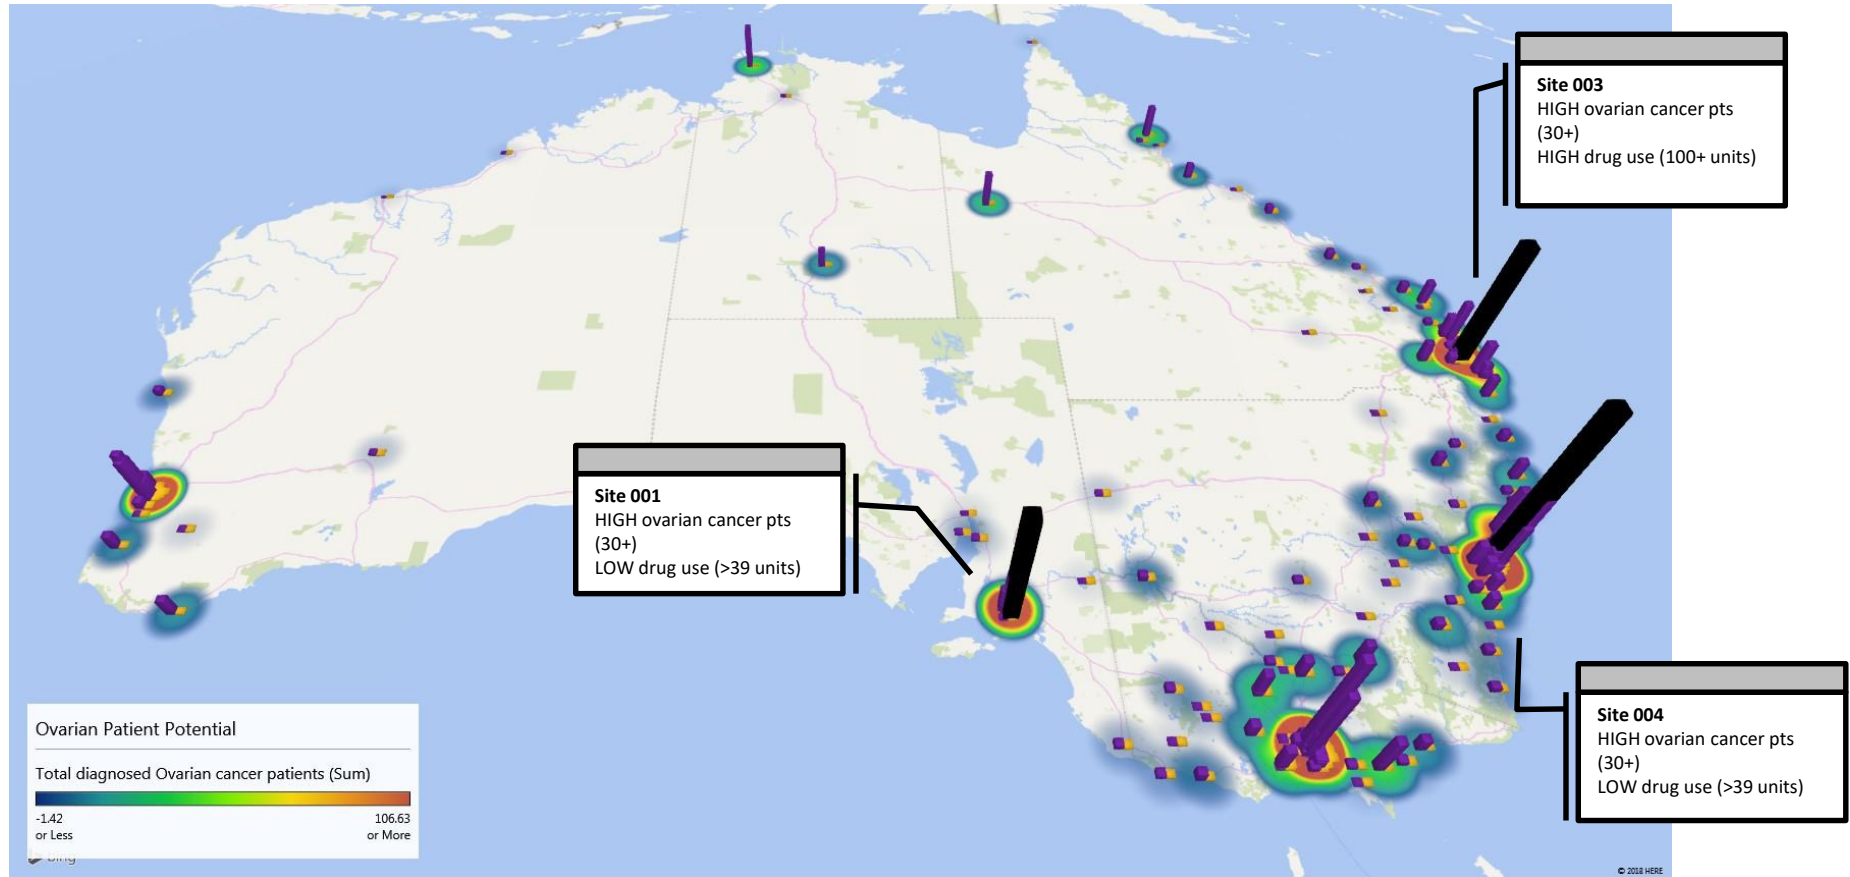 Site 003
HIGH ovarian cancer pts
(30+)
HIGH drug use (100+ units)
Site 001
HIGH ovarian cancer pts
(30+)
LOW drug use (>39 units)
Site 004
HIGH ovarian cancer pts
(30+)
LOW drug use (>39 units)
Ovarian Patient Potential
Total diagnosed Ovarian cancer patients (Sum)
-1.42
or Less
106.63
or More
bing
© 2018 HERE